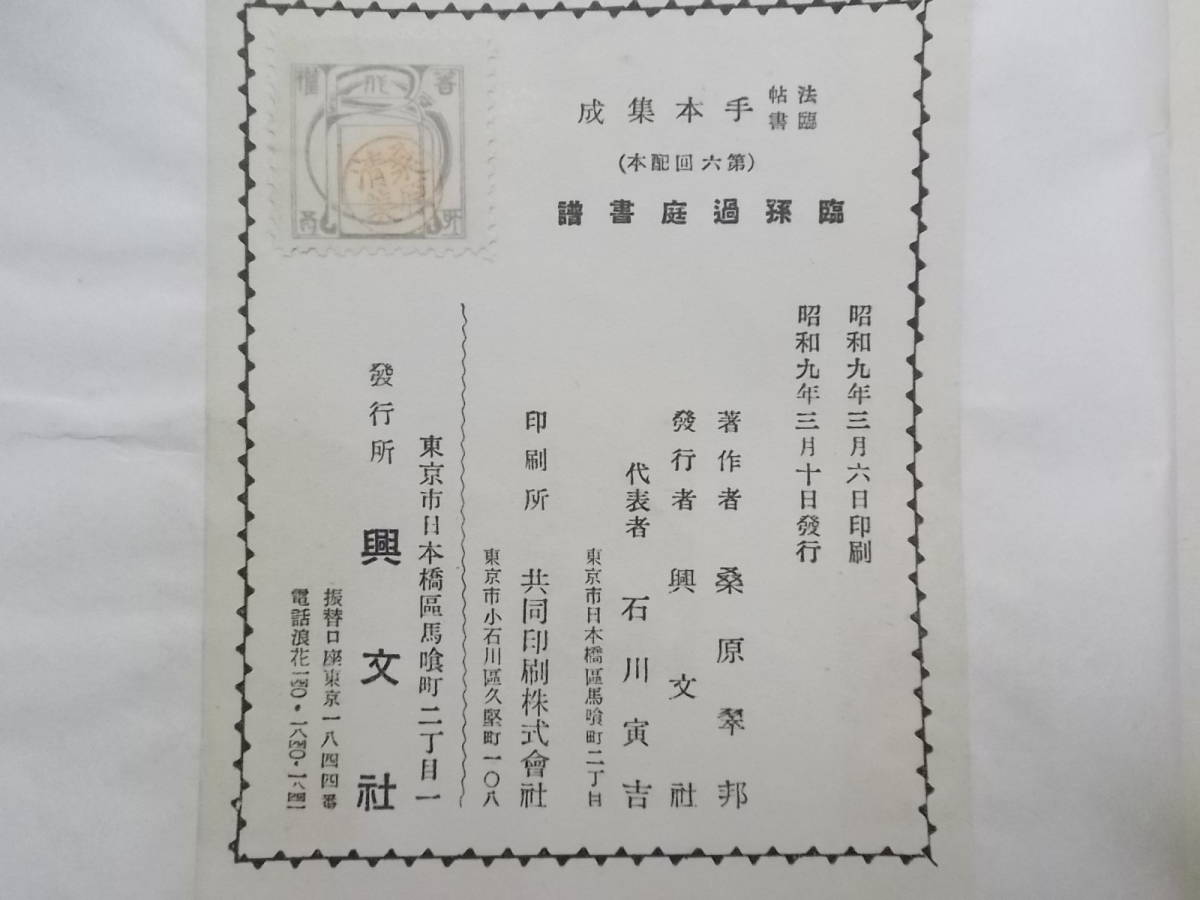 法帖臨書手本集成
(第六回配本)
臨孫過庭書譜
昭和九年三月六日印刷
昭和九年三月十日發行
著作者 桑原翠邦
發行者 興文社
代表者 石川寅吉
東京市日本橋區馬喰町二丁目
印刷所 共同印刷株式會社
東京市小石川區久堅町一〇八
東京市日本橋區馬喰町二丁目一
發行所 興文社
振替口座東京一八四四番
電話浪花
著作權所有